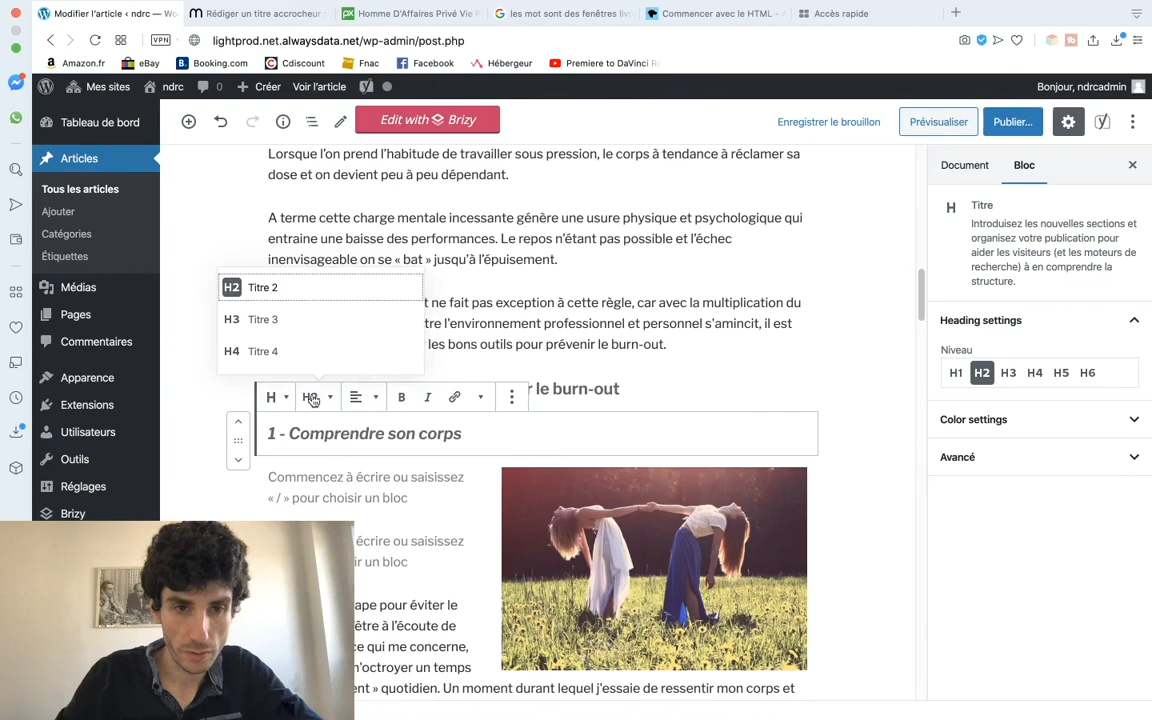 Modifier l'article ‹ ndrc — Wo
Rédiger un titre accrocheur
Homme D'Affaires Privé Vie P
les mot sont des fenêtres
Commencer avec le HTML -
Accès rapide
VPN
lightprod.net.alwaysdata.net/wp-admin/post.php
Amazon.fr
eBay
Booking.com
Cdiscount
Fnac
Facebook
Hébergeur
Premiere to DaVinci Re
Mes sites
ndrc
0
Créer
Voir l'article
Bonjour, ndrcadmin
Tableau de bord
Edit with Brizy
Enregistrer le brouillon
Prévisualiser
Publier...
Articles
Tous les articles
Ajouter
Catégories
Étiquettes
Médias
Pages
Commentaires
Apparence
Extensions
Utilisateurs
Outils
Réglages
Brizy
Lorsque l'on prend l'habitude de travailler sous pression, le corps à tendance à réclamer sa
dose et on devient peu à peu dépendant.
A terme cette charge mentale incessante génère une usure physique et psychologique qui
entraine une baisse des performances. Le repos n'étant pas possible et l'échec
inenvisageable on se « bat » jusqu'à l'épuisement.
t ne fait pas exception à cette règle, car avec la multiplication du
tre l'environnement professionnel et personnel s'amincit, il est
les bons outils pour prévenir le burn-out.
H2 Titre 2
H3 Titre 3
H4 Titre 4
r le burn-out
H
B I
1 - Comprendre son corps
Commencez à écrire ou saisissez
« / » pour choisir un bloc
écrire ou saisissez
ir un bloc
ape pour éviter le
être à l'écoute de
ce qui me concerne,
n'octroyer un temps
ent » quotidien. Un moment durant lequel j'essaie de ressentir mon corps et
Document
Bloc
H
Titre
Introduisez les nouvelles sections et
organisez votre publication pour
aider les visiteurs (et les moteurs de
recherche) à en comprendre la
structure.
Heading settings
Niveau
H1 H2 H3 H4 H5 H6
Color settings
Avancé